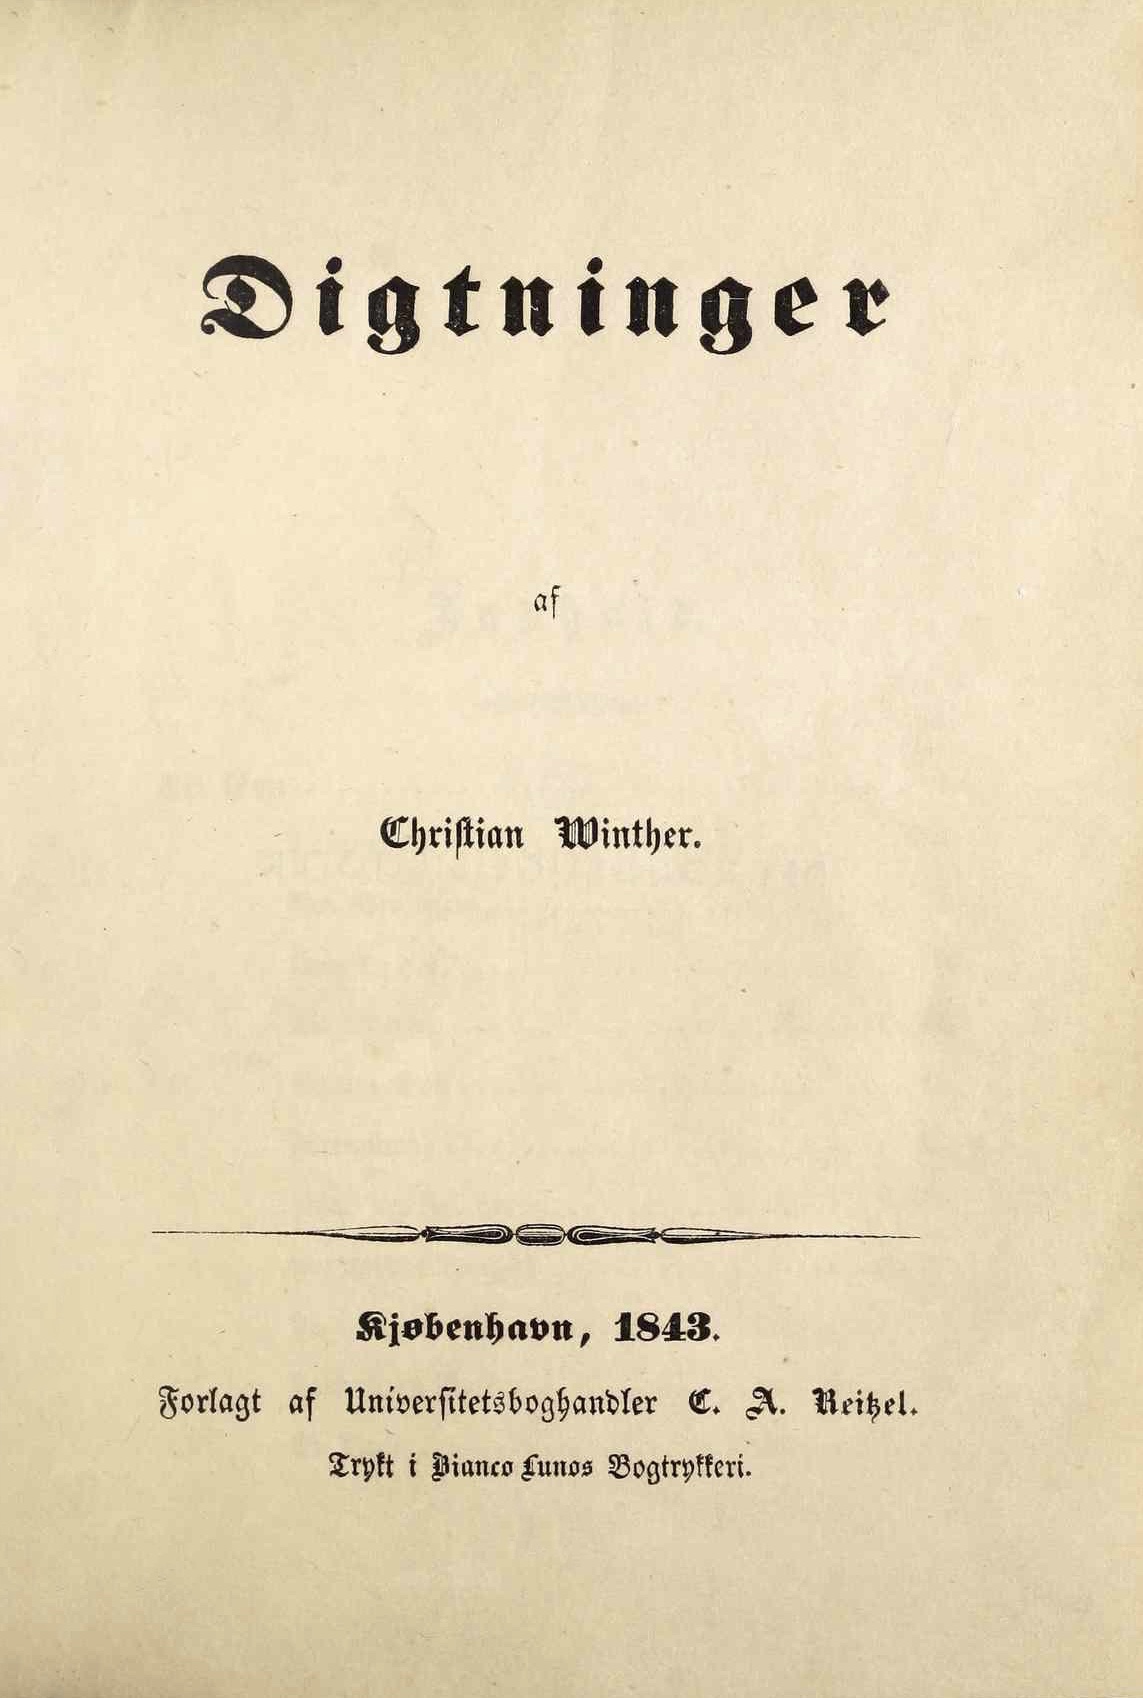 Digtninger
af
Christian Winther.
Kjøbenhavn, 1843.
Forlagt af Universitetsboghandler C. A. Reitzel.
Trykt i Bianco Lunos Bogtrykkeri.